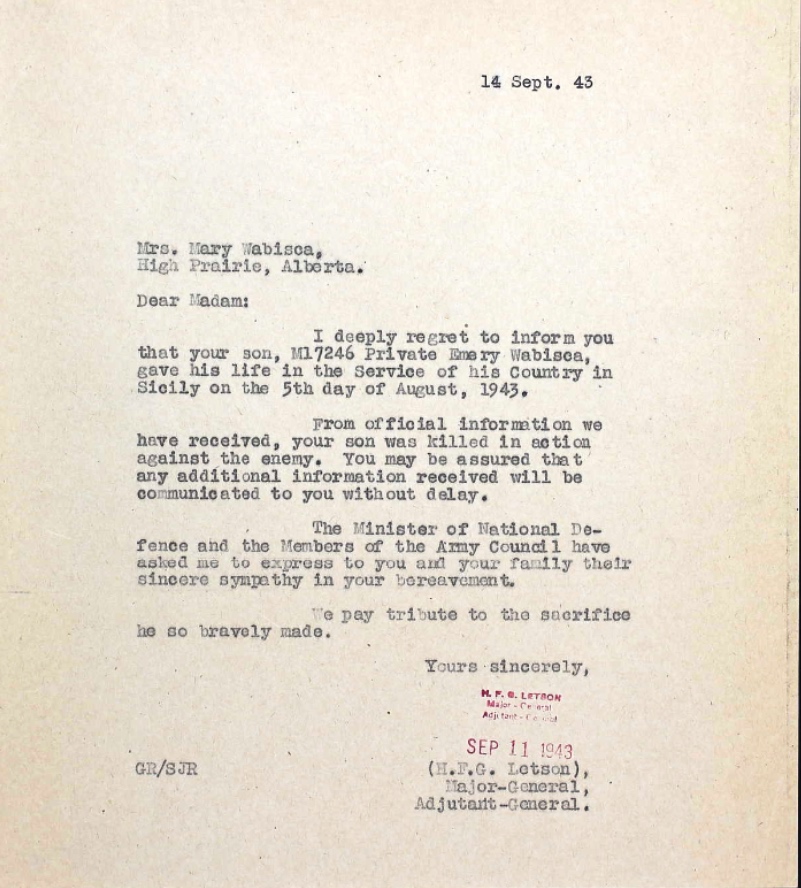 14 Sept. 43
Mrs. Mary Wabisca,
High Prairie, Alberta.
Dear Madam:
I deeply regret to inform you
that your son, M17246 Private Emery Wabisca,
gave his life in the Service of his Country in
Sicily on the 5th day of August, 1943.
From official information we
have received, your son was killed in action
against the enemy. You may be assured that
any additional information received will be
communicated to you without delay.
The Minister of National De-
fence and the Members of the Army Council have
asked me to express to you and your family their
sincere sympathy in your bereavement.
We pay tribute to the sacrifice
he so bravely made.
Yours sincerely,
H. F. G. LETSON
Major - General
Adjutant - General
SEP 11 1943
GR/SJR
(H.F.G. Letson),
Major-General,
Adjutant-General.